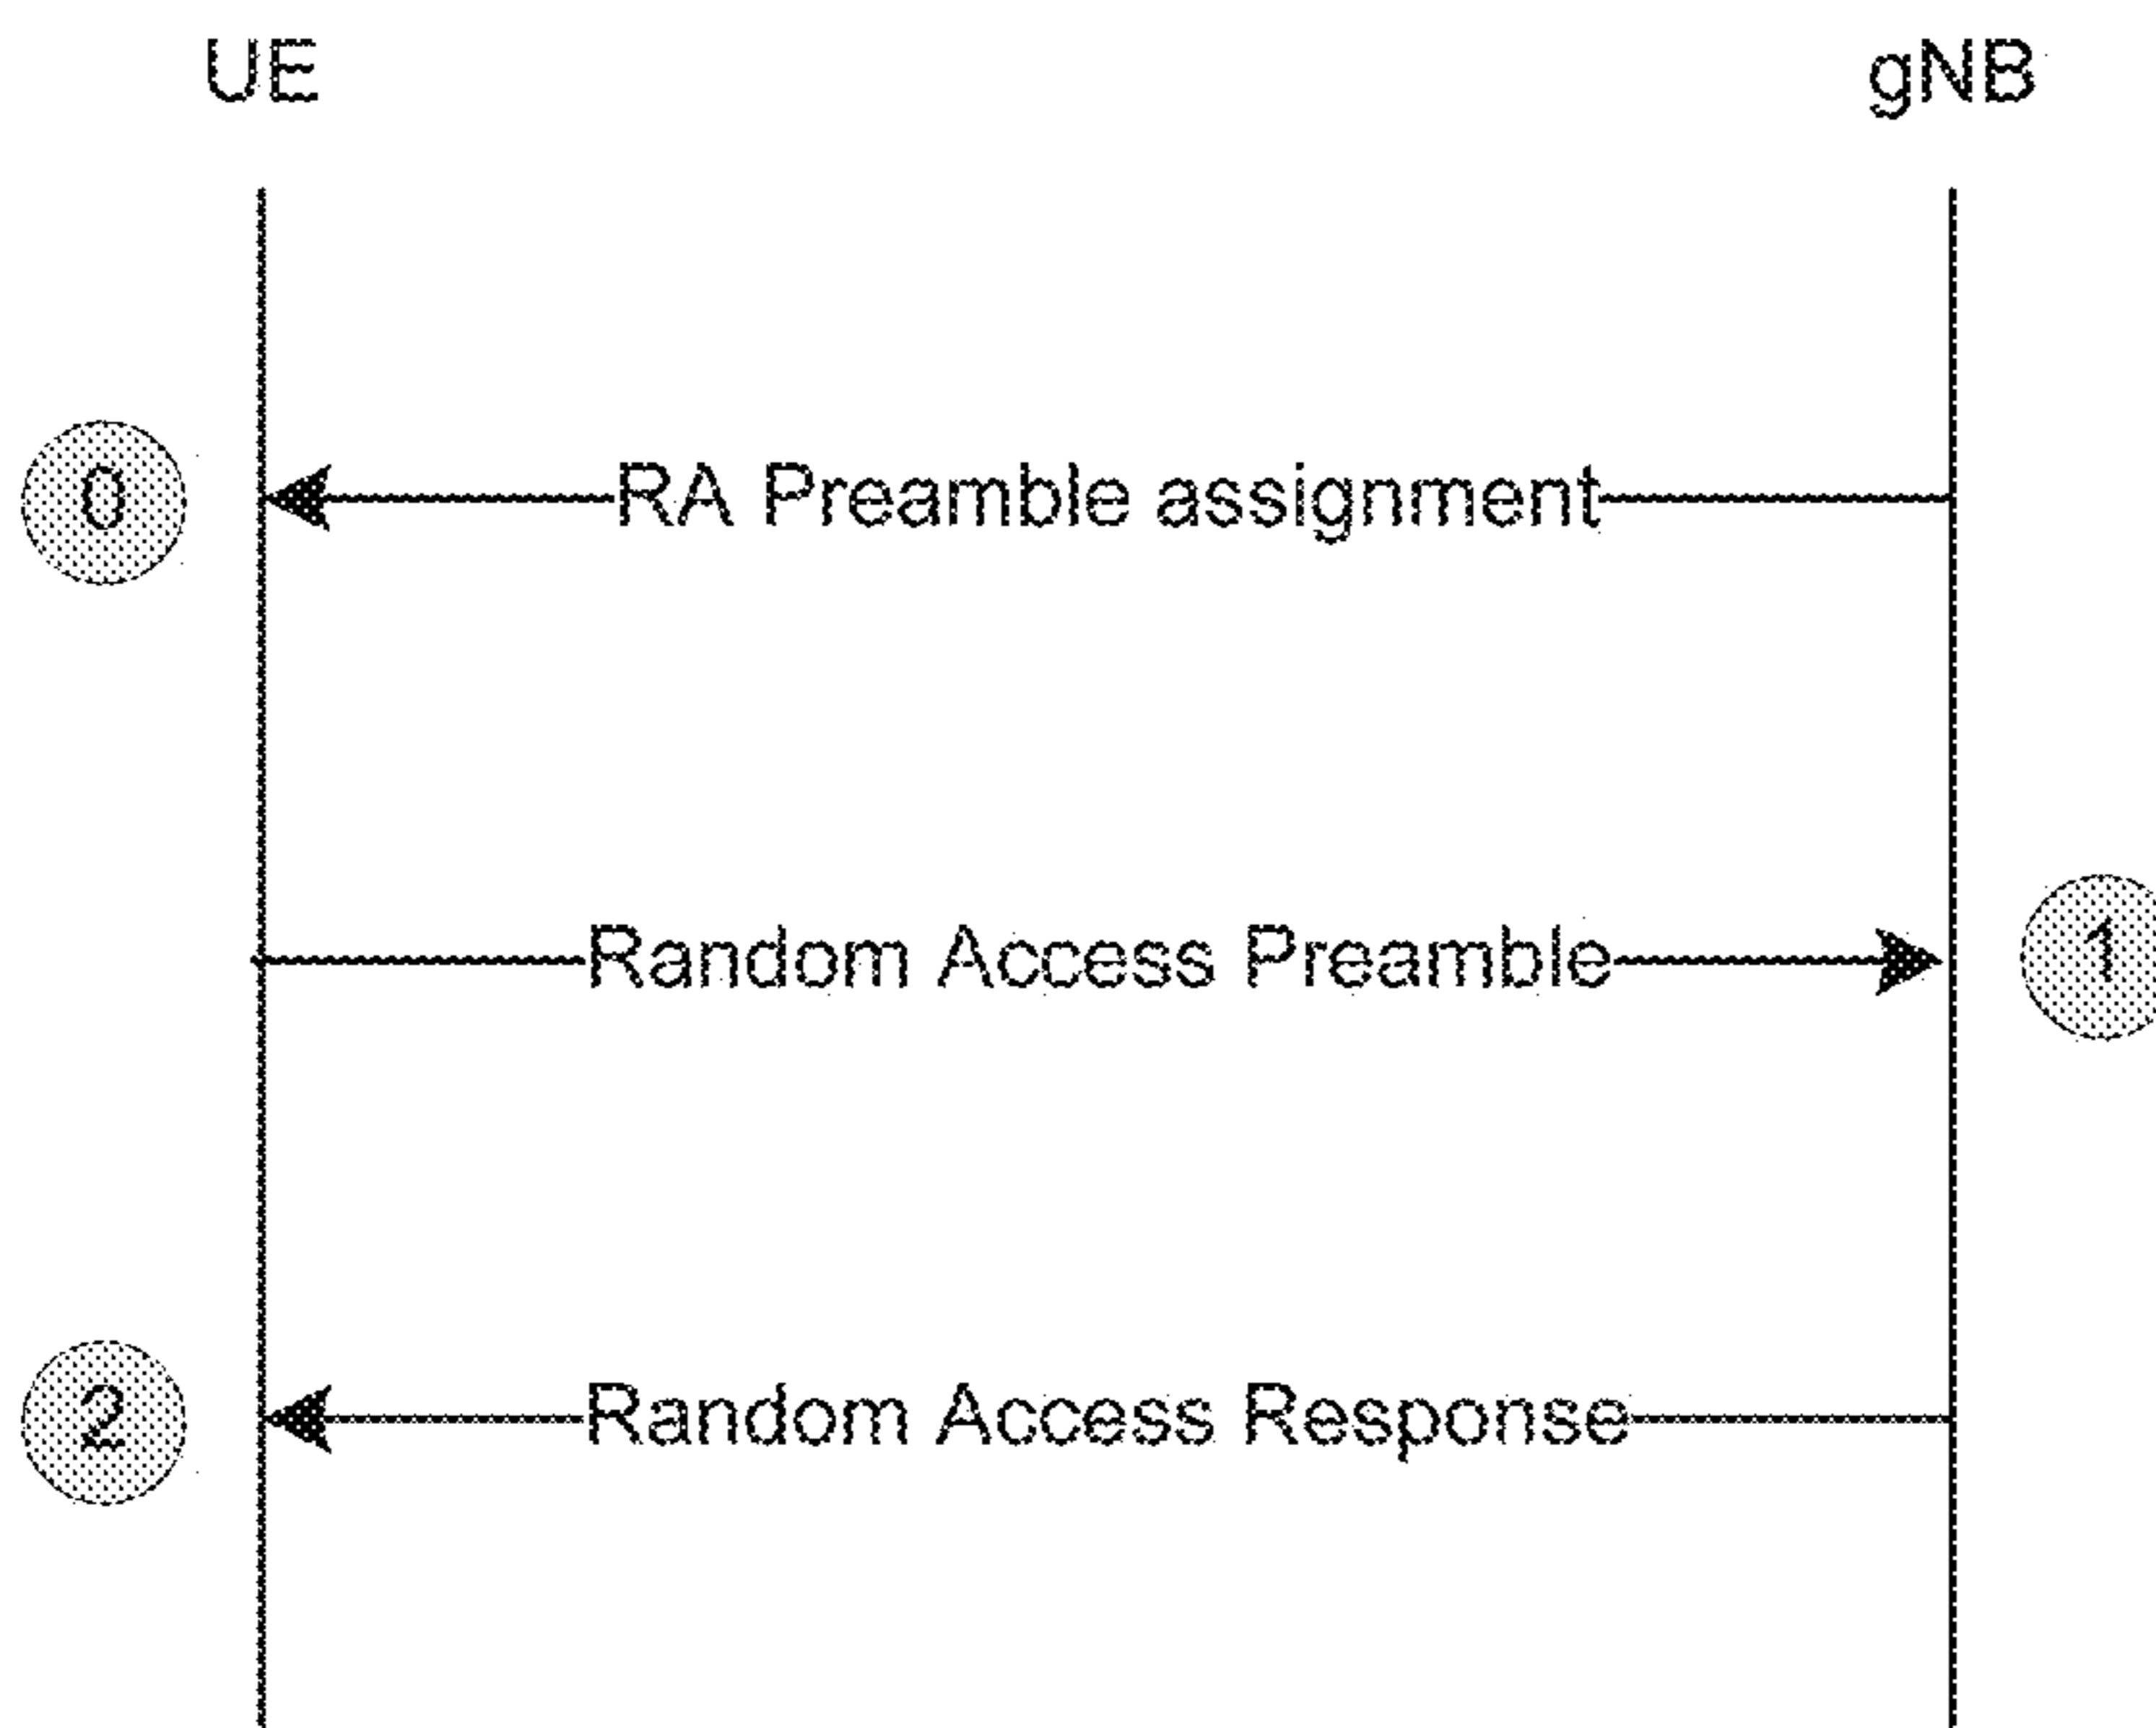 UE gNB
0 RA Preamble assignment
Random Access Preamble 1
2 Random Access Response